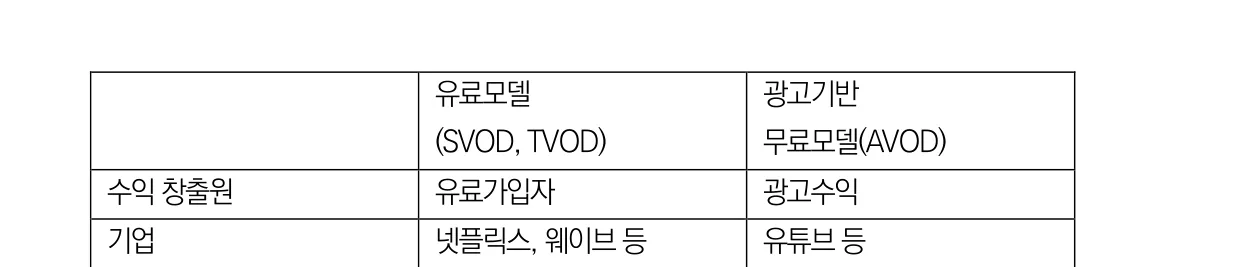 유료모델
(SVOD, TVOD)
광고기반
무료모델(AVOD)
수익 창출원
유료가입자
광고수익
기업
넷플릭스, 웨이브 등
유튜브 등